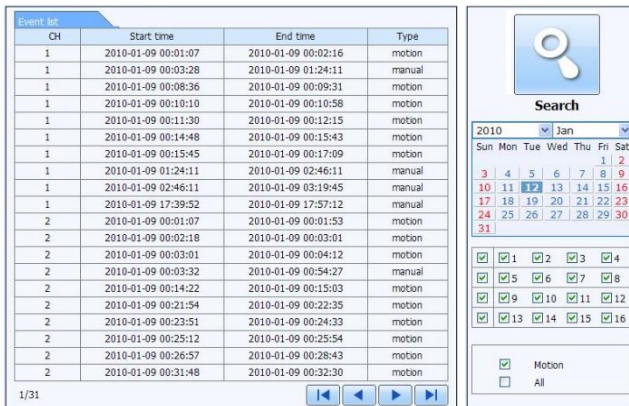 Event list
CH Start time End time Type
1 2010-01-09 00:01:07 2010-01-09 00:02:16 motion
1 2010-01-09 00:03:28 2010-01-09 01:24:11 manual
1 2010-01-09 00:08:36 2010-01-09 00:09:31 motion
1 2010-01-09 00:10:10 2010-01-09 00:10:58 motion
1 2010-01-09 00:11:30 2010-01-09 00:12:15 motion
1 2010-01-09 00:14:48 2010-01-09 00:15:43 motion
1 2010-01-09 00:15:45 2010-01-09 00:17:09 motion
1 2010-01-09 01:24:11 2010-01-09 02:46:11 manual
1 2010-01-09 02:46:11 2010-01-09 03:19:45 manual
1 2010-01-09 17:39:52 2010-01-09 17:57:12 manual
2 2010-01-09 00:01:07 2010-01-09 00:01:53 motion
2 2010-01-09 00:02:18 2010-01-09 00:03:01 motion
2 2010-01-09 00:03:01 2010-01-09 00:04:12 motion
2 2010-01-09 00:03:32 2010-01-09 00:54:27 manual
2 2010-01-09 00:14:22 2010-01-09 00:15:03 motion
2 2010-01-09 00:21:54 2010-01-09 00:22:35 motion
2 2010-01-09 00:23:51 2010-01-09 00:24:33 motion
2 2010-01-09 00:25:12 2010-01-09 00:25:54 motion
2 2010-01-09 00:26:57 2010-01-09 00:28:43 motion
2 2010-01-09 00:31:48 2010-01-09 00:32:30 motion
1/31
Search
2010 Jan
Sun Mon Tue Wed Thu Fri Sat
1 2
3 4 5 6 7 8 9
10 11 12 13 14 15 16
17 18 19 20 21 22 23
24 25 26 27 28 29 30
31
1 2 3 4
5 6 7 8
9 10 11 12
13 14 15 16
Motion
All